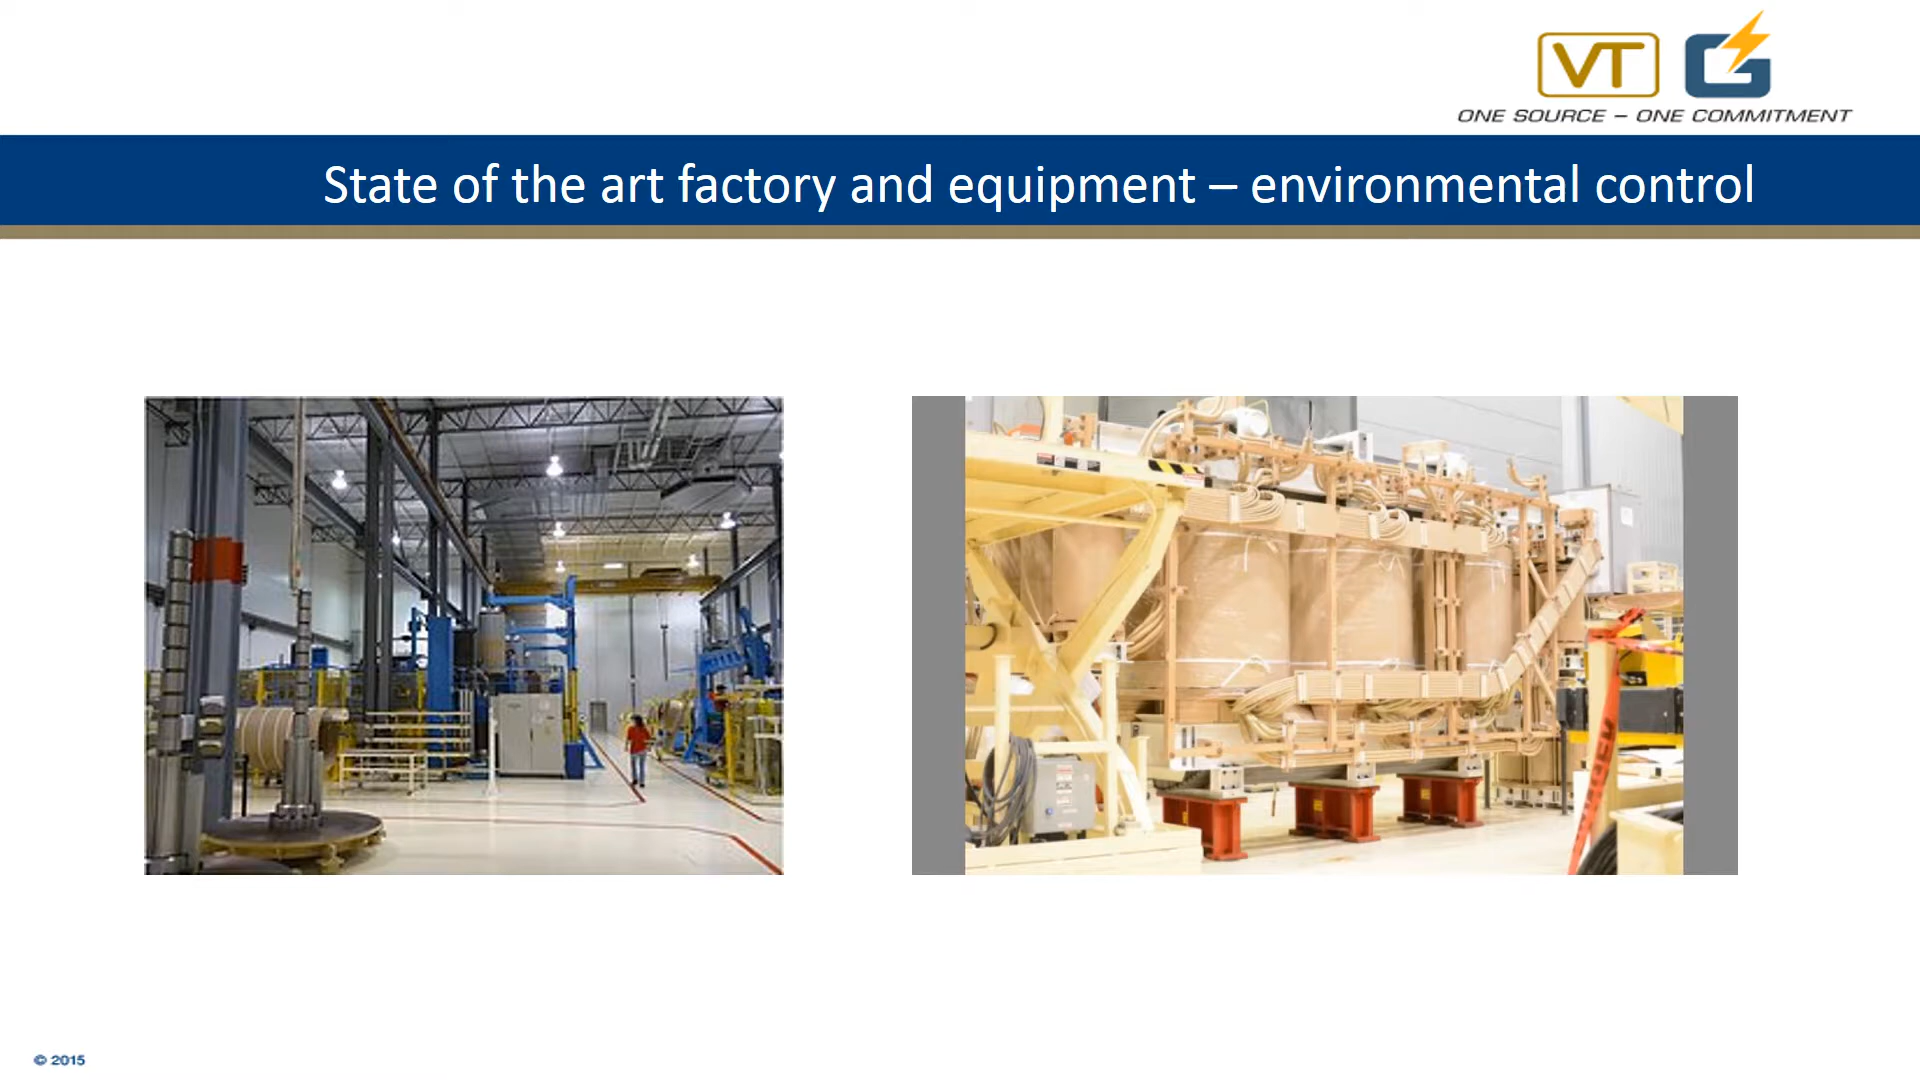 VT G
ONE SOURCE – ONE COMMITMENT
State of the art factory and equipment – environmental control
© 2015